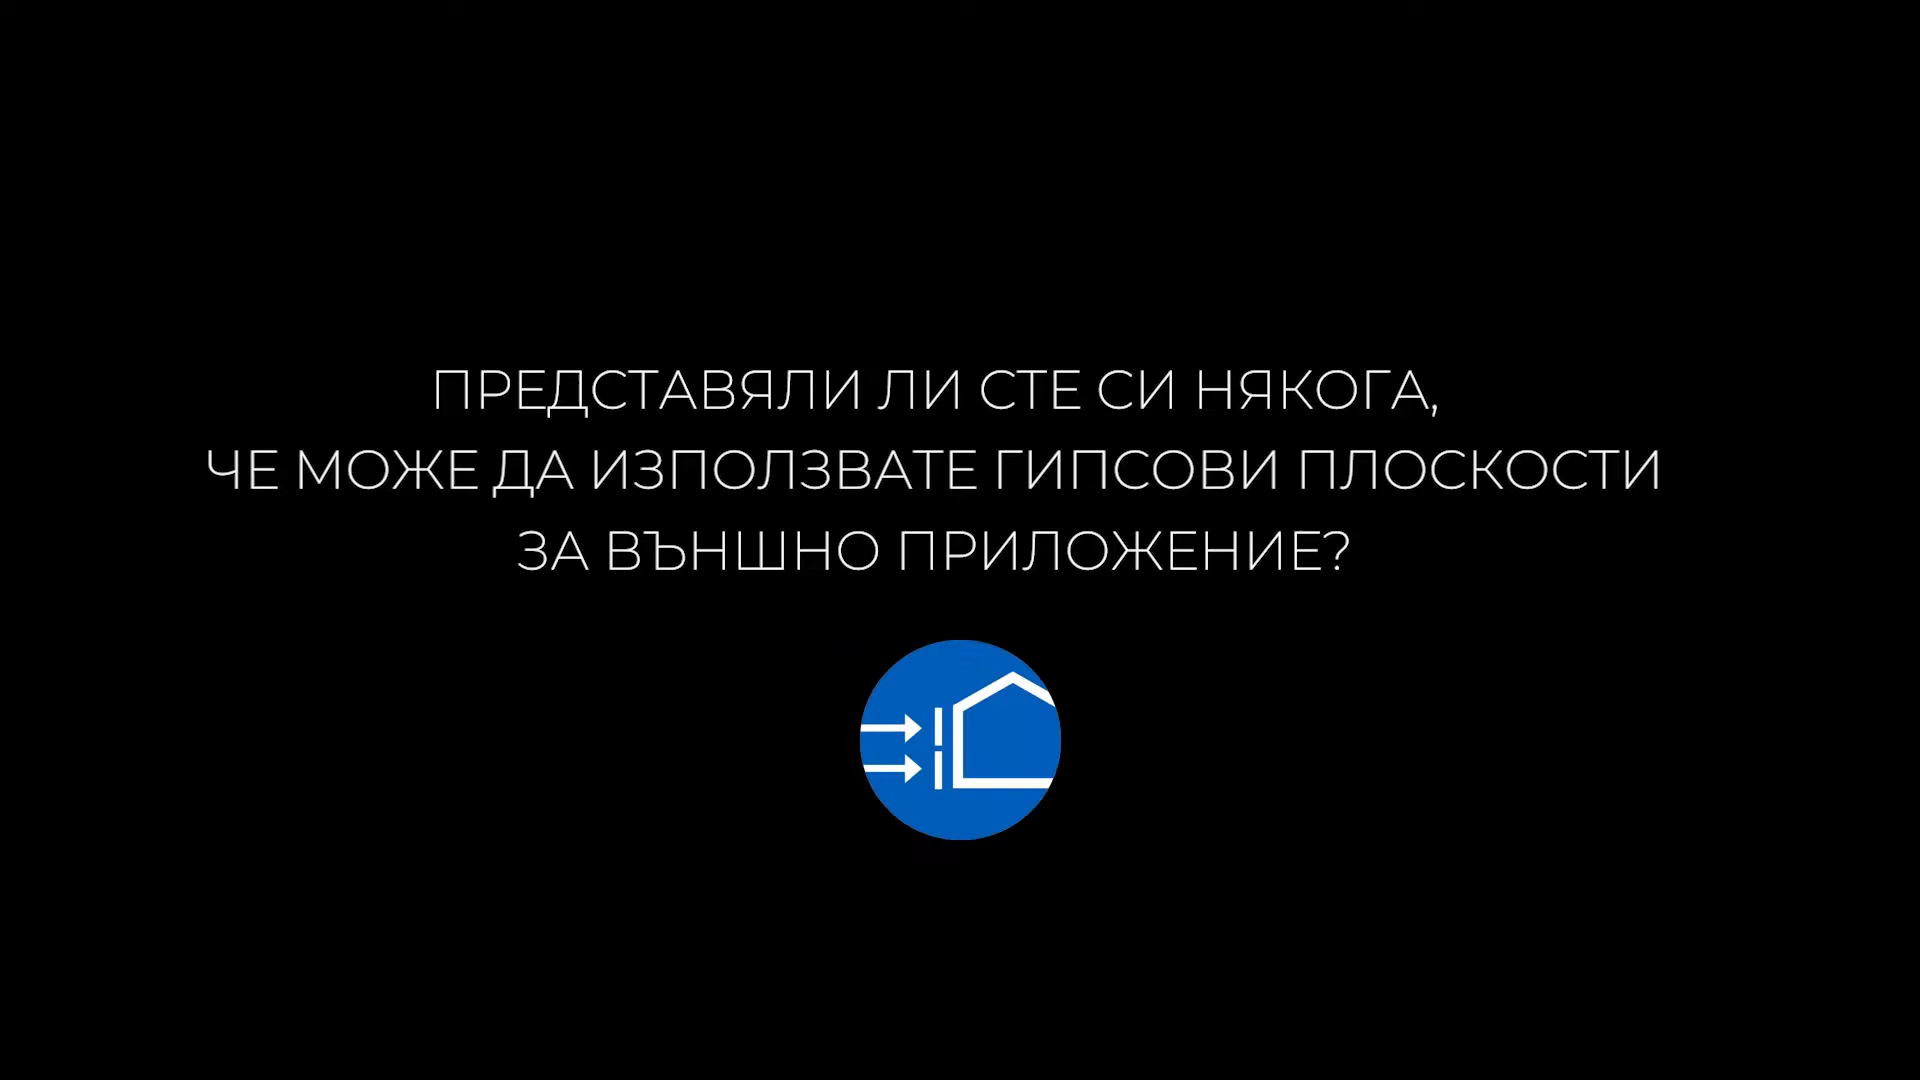 ПРЕДСТАВЯЛИ ЛИ СТЕ СИ НЯКОГА,
ЧЕ МОЖЕ ДА ИЗПОЛЗВАТЕ ГИПСОВИ ПЛОСКОСТИ
ЗА ВЪНШНО ПРИЛОЖЕНИЕ?